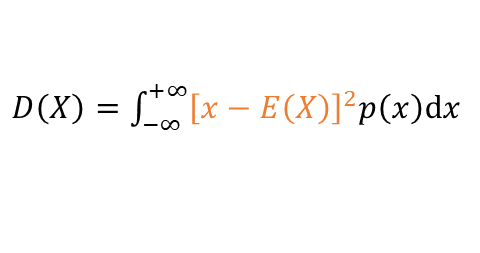 D(X) = ∫_{−∞}^{+∞} [x − E(X)]² p(x)dx